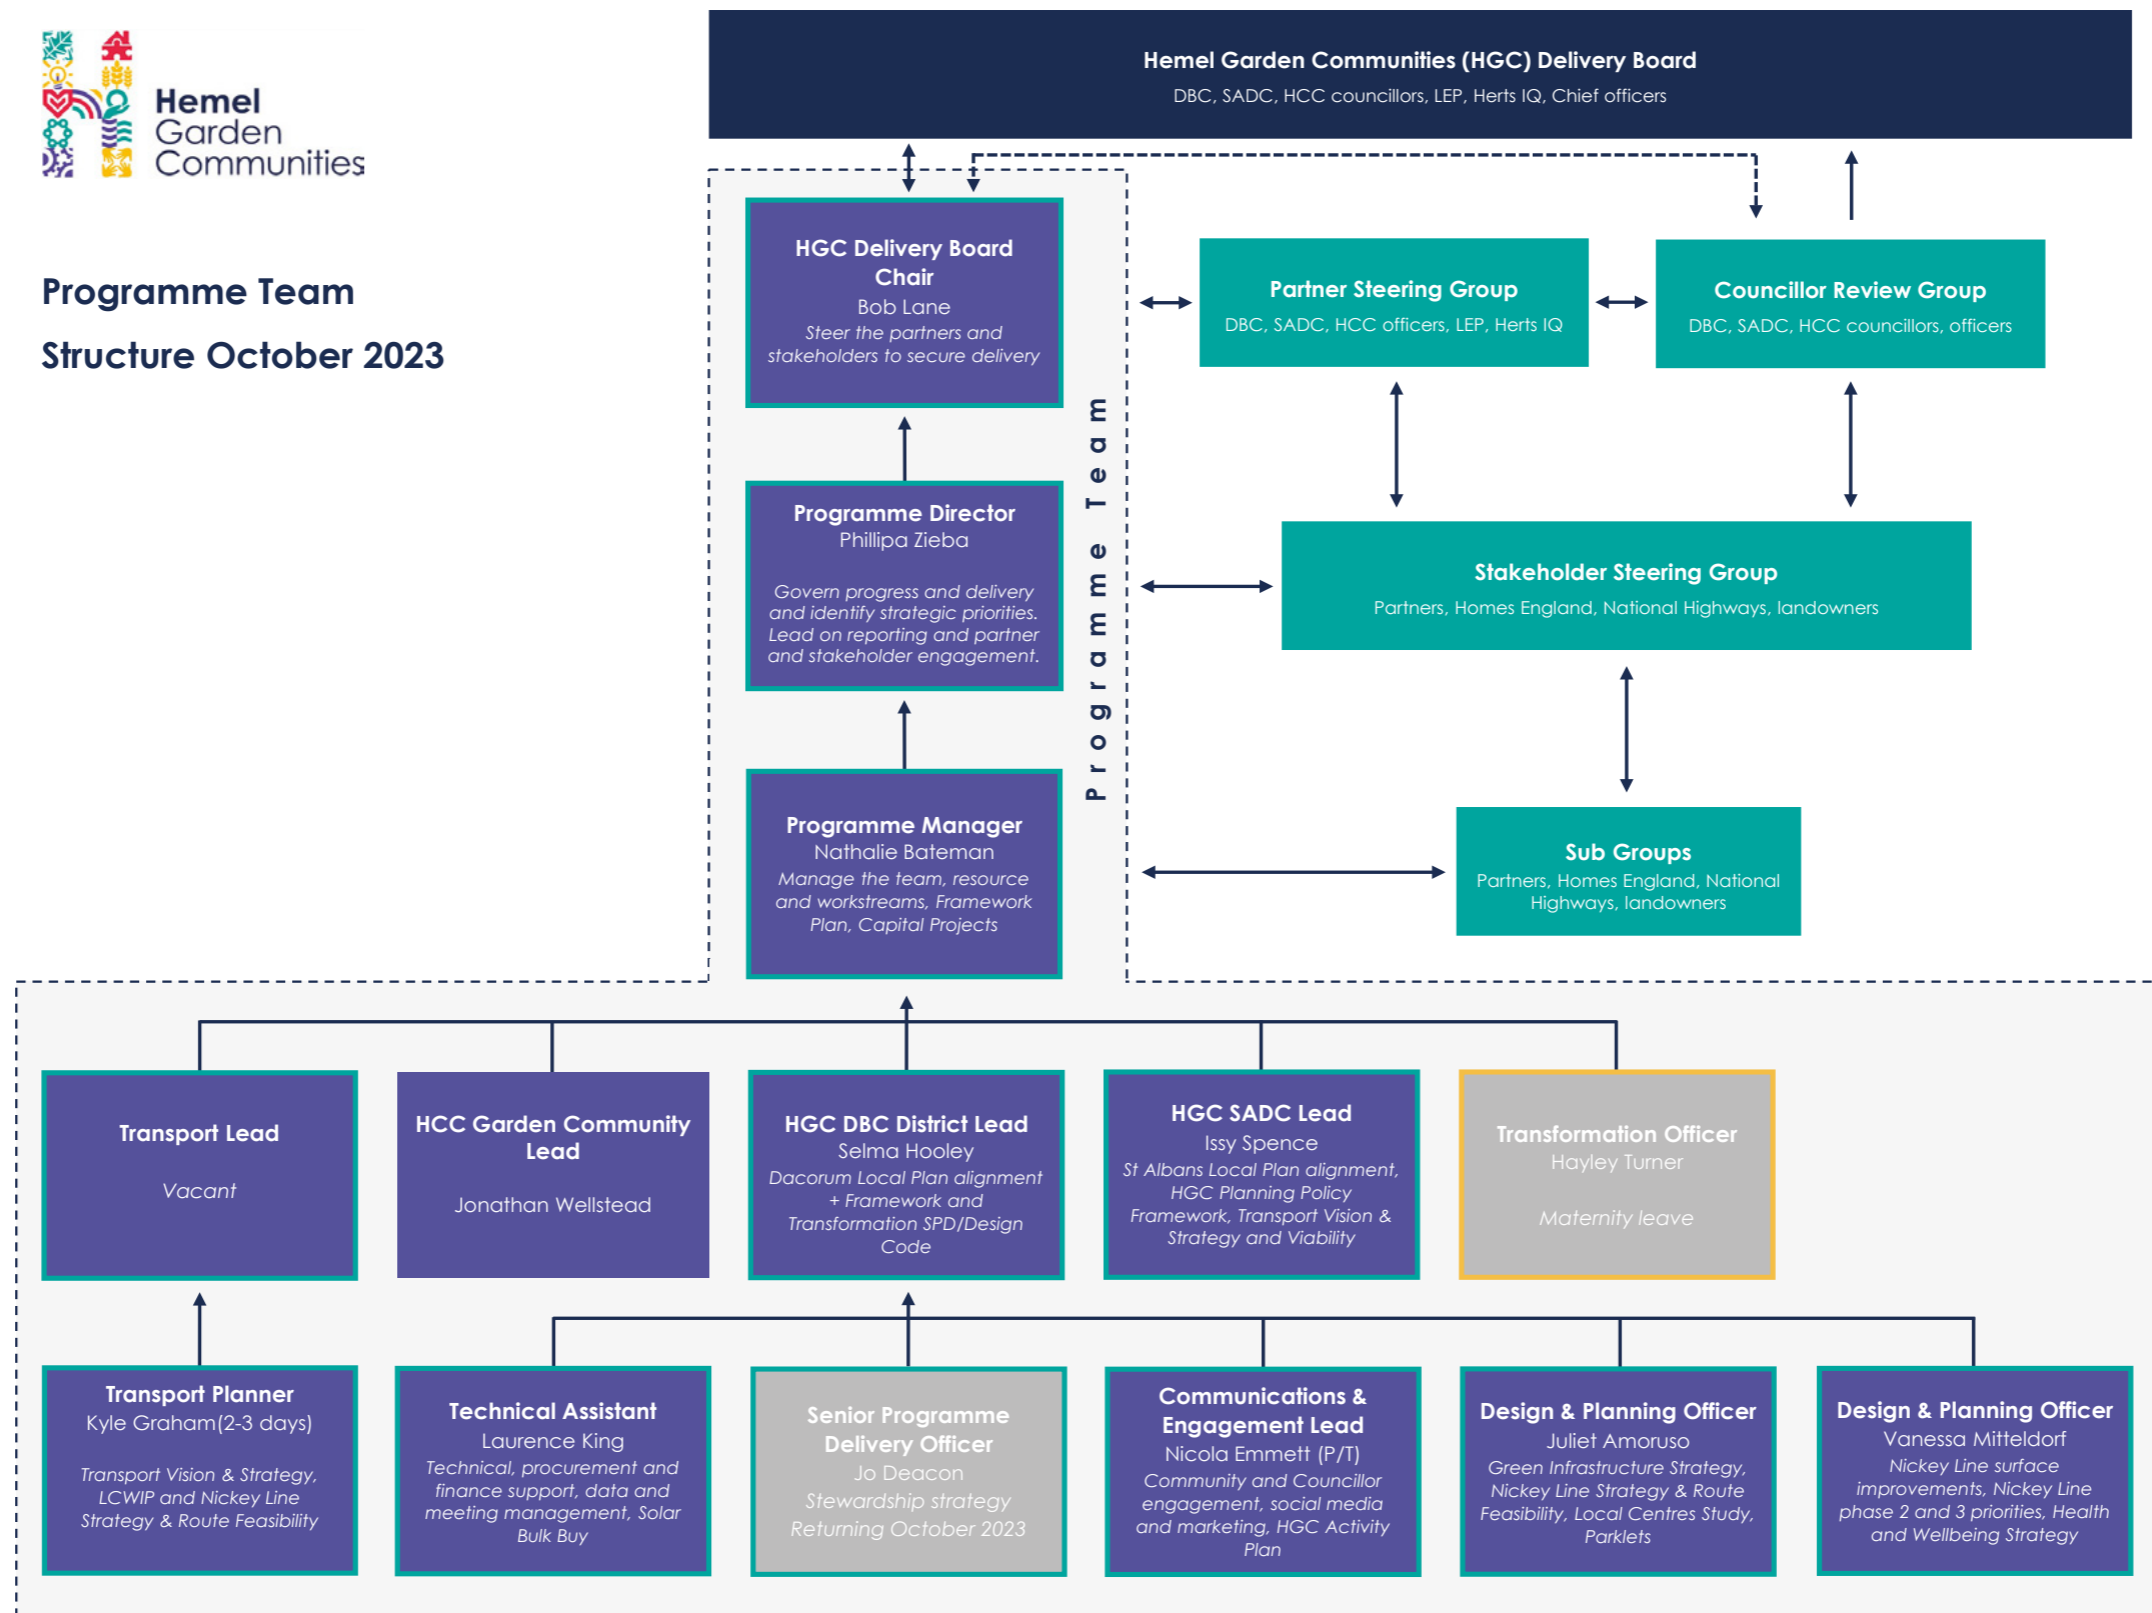 Hemel
Garden
Communities
Programme Team
Structure October 2023
Hemel Garden Communities (HGC) Delivery Board
DBC, SADC, HCC councillors, LEP, Herts IQ, Chief officers
HGC Delivery Board
Chair
Bob Lane
Steer the partners and
stakeholders to secure delivery
Partner Steering Group
DBC, SADC, HCC officers, LEP, Herts IQ
Councillor Review Group
DBC, SADC, HCC councillors, officers
Programme Team
Programme Director
Phillipa Zieba
Govern progress and delivery
and identify strategic priorities.
Lead on reporting and partner
and stakeholder engagement.
Stakeholder Steering Group
Partners, Homes England, National Highways, landowners
Programme Manager
Nathalie Bateman
Manage the team, resource
and workstreams, Framework
Plan, Capital Projects
Sub Groups
Partners, Homes England, National
Highways, landowners
Transport Lead
Vacant
HCC Garden Community
Lead
Jonathan Wellstead
HGC DBC District Lead
Selma Hooley
Dacorum Local Plan alignment
+ Framework and
Transformation SPD/Design
Code
HGC SADC Lead
Issy Spence
St Albans Local Plan alignment,
HGC Planning Policy
Framework, Transport Vision &
Strategy and Viability
Transformation Officer
Hayley Turner
Maternity leave
Transport Planner
Kyle Graham(2-3 days)
Transport Vision & Strategy,
LCWIP and Nickey Line
Strategy & Route Feasibility
Technical Assistant
Laurence King
Technical, procurement and
finance support, data and
meeting management, Solar
Bulk Buy
Senior Programme
Delivery Officer
Jo Deacon
Stewardship strategy
Returning October 2023
Communications &
Engagement Lead
Nicola Emmett (P/T)
Community and Councillor
engagement, social media
and marketing, HGC Activity
Plan
Design & Planning Officer
Juliet Amoruso
Green Infrastructure Strategy,
Nickey Line Strategy & Route
Feasibility, Local Centres Study,
Parklets
Design & Planning Officer
Vanessa Mitteldorf
Nickey Line surface
improvements, Nickey Line
phase 2 and 3 priorities, Health
and Wellbeing Strategy